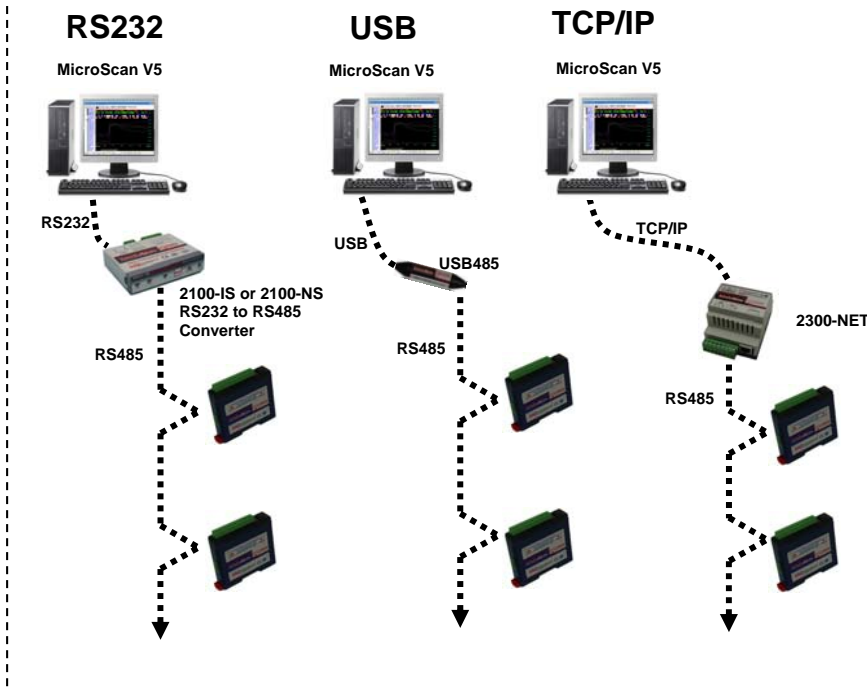 RS232
USB
TCP/IP
MicroScan V5
MicroScan V5
MicroScan V5
RS232
USB
USB485
TCP/IP
2100-IS or 2100-NS
RS232 to RS485
Converter
2300-NET
RS485
RS485
RS485